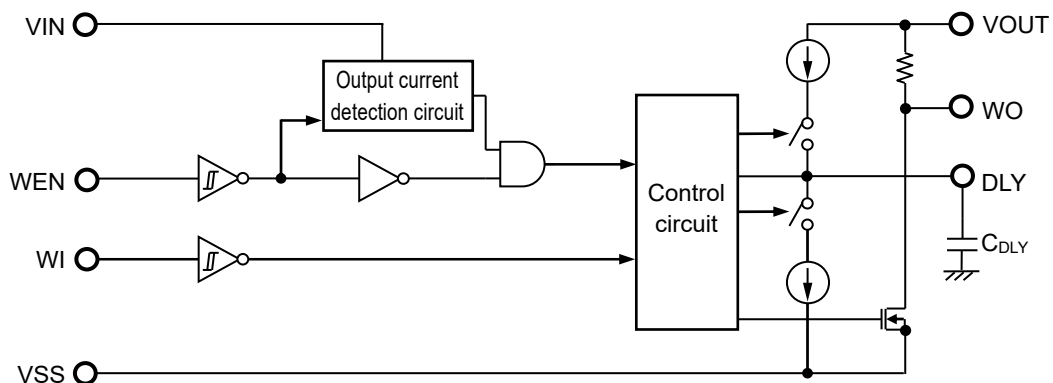 VIN
VOUT
Output current
detection circuit
WO
WEN
DLY
Control
circuit
WI
CDLY
VSS